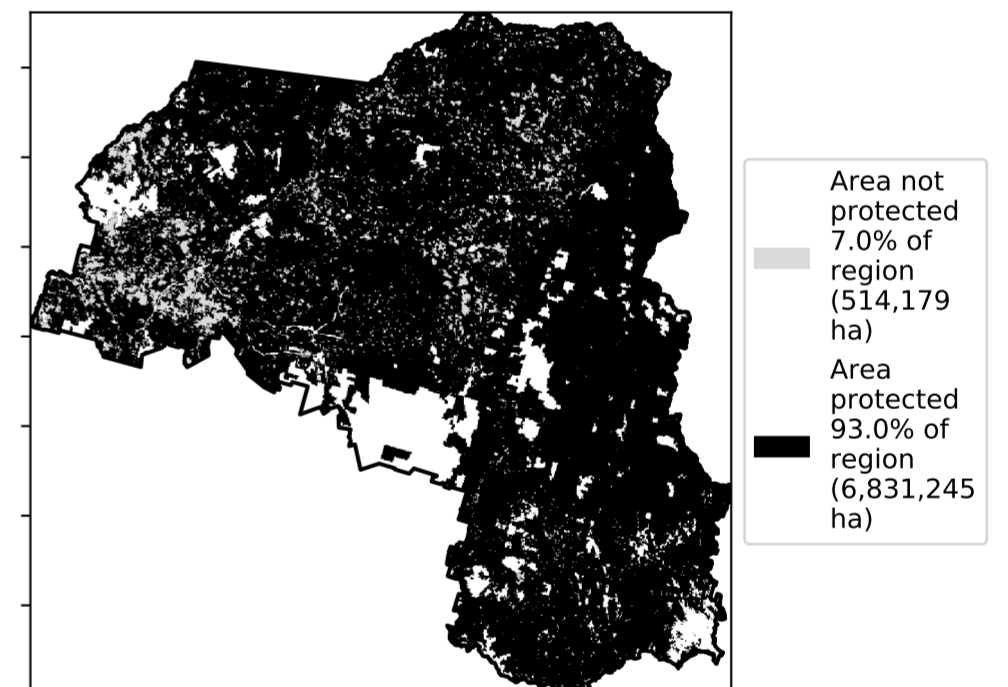 Area not
protected
7.0% of
region
(514,179
ha)
Area
protected
93.0% of
region
(6,831,245
ha)